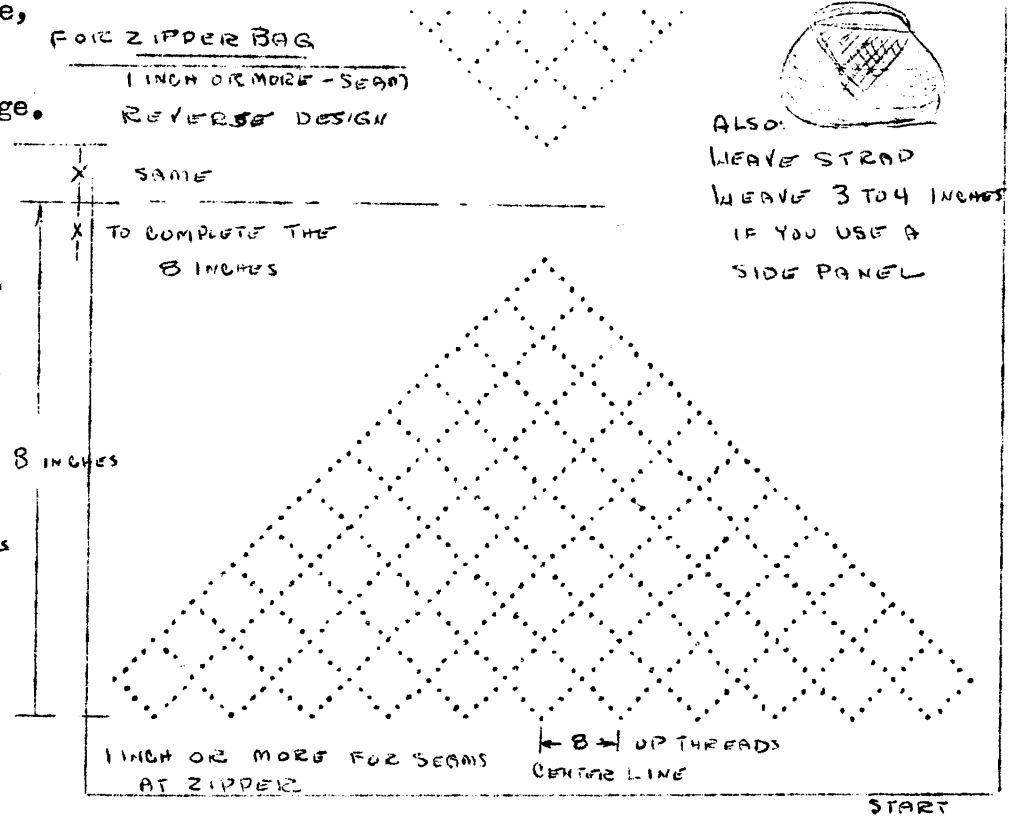 e,
FOR ZIPPER BAG
1 INCH OR MORE - SEAM
ge.
REVERSE DESIGN
ALSO:
WEAVE STRAP
WEAVE 3 TO 4 INCHES
IF YOU USE A
SIDE PANEL
X SAME
X TO COMPLETE THE
8 INCHES
8 INCHES
s
8 UP THREADS
CENTER LINE
1 INCH OR MORE FOR SEAMS
AT ZIPPER
START